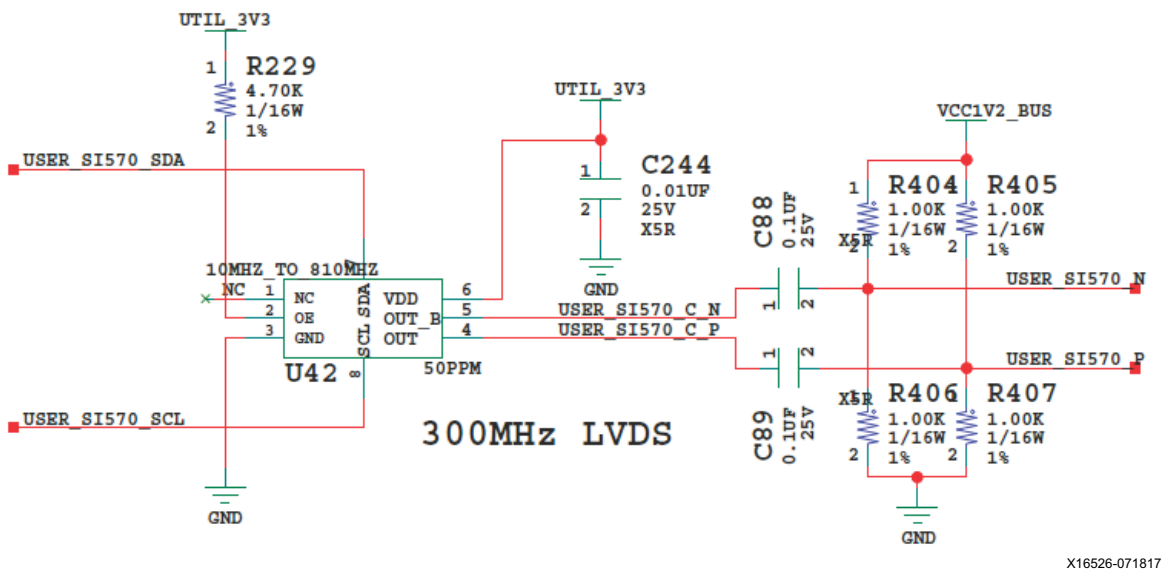 UTIL_3V3
1
R229
4.70K
1/16W
1%
2
USER_SI570_SDA
UTIL_3V3
1
C244
0.01UF
25V
X5R
2
GND
VCC1V2_BUS
1
R404
1.00K
1/16W
1%
2
R405
1.00K
1/16W
1%
2
C88
0.1UF
25V
X5R
1
2
10MHZ_TO_810MHZ
NC
1
2
3
NC
OE
GND
SCL
SDA
VDD
OUT_B
OUT
6
5
4
8
U42
50PPM
USER_SI570_C_N
USER_SI570_C_P
USER_SI570_N
USER_SI570_P
1
2
C89
0.1UF
25V
X5R
R406
1.00K
1/16W
1%
2
1
R407
1.00K
1/16W
1%
2
USER_SI570_SCL
300MHz LVDS
GND
GND
X16526-071817